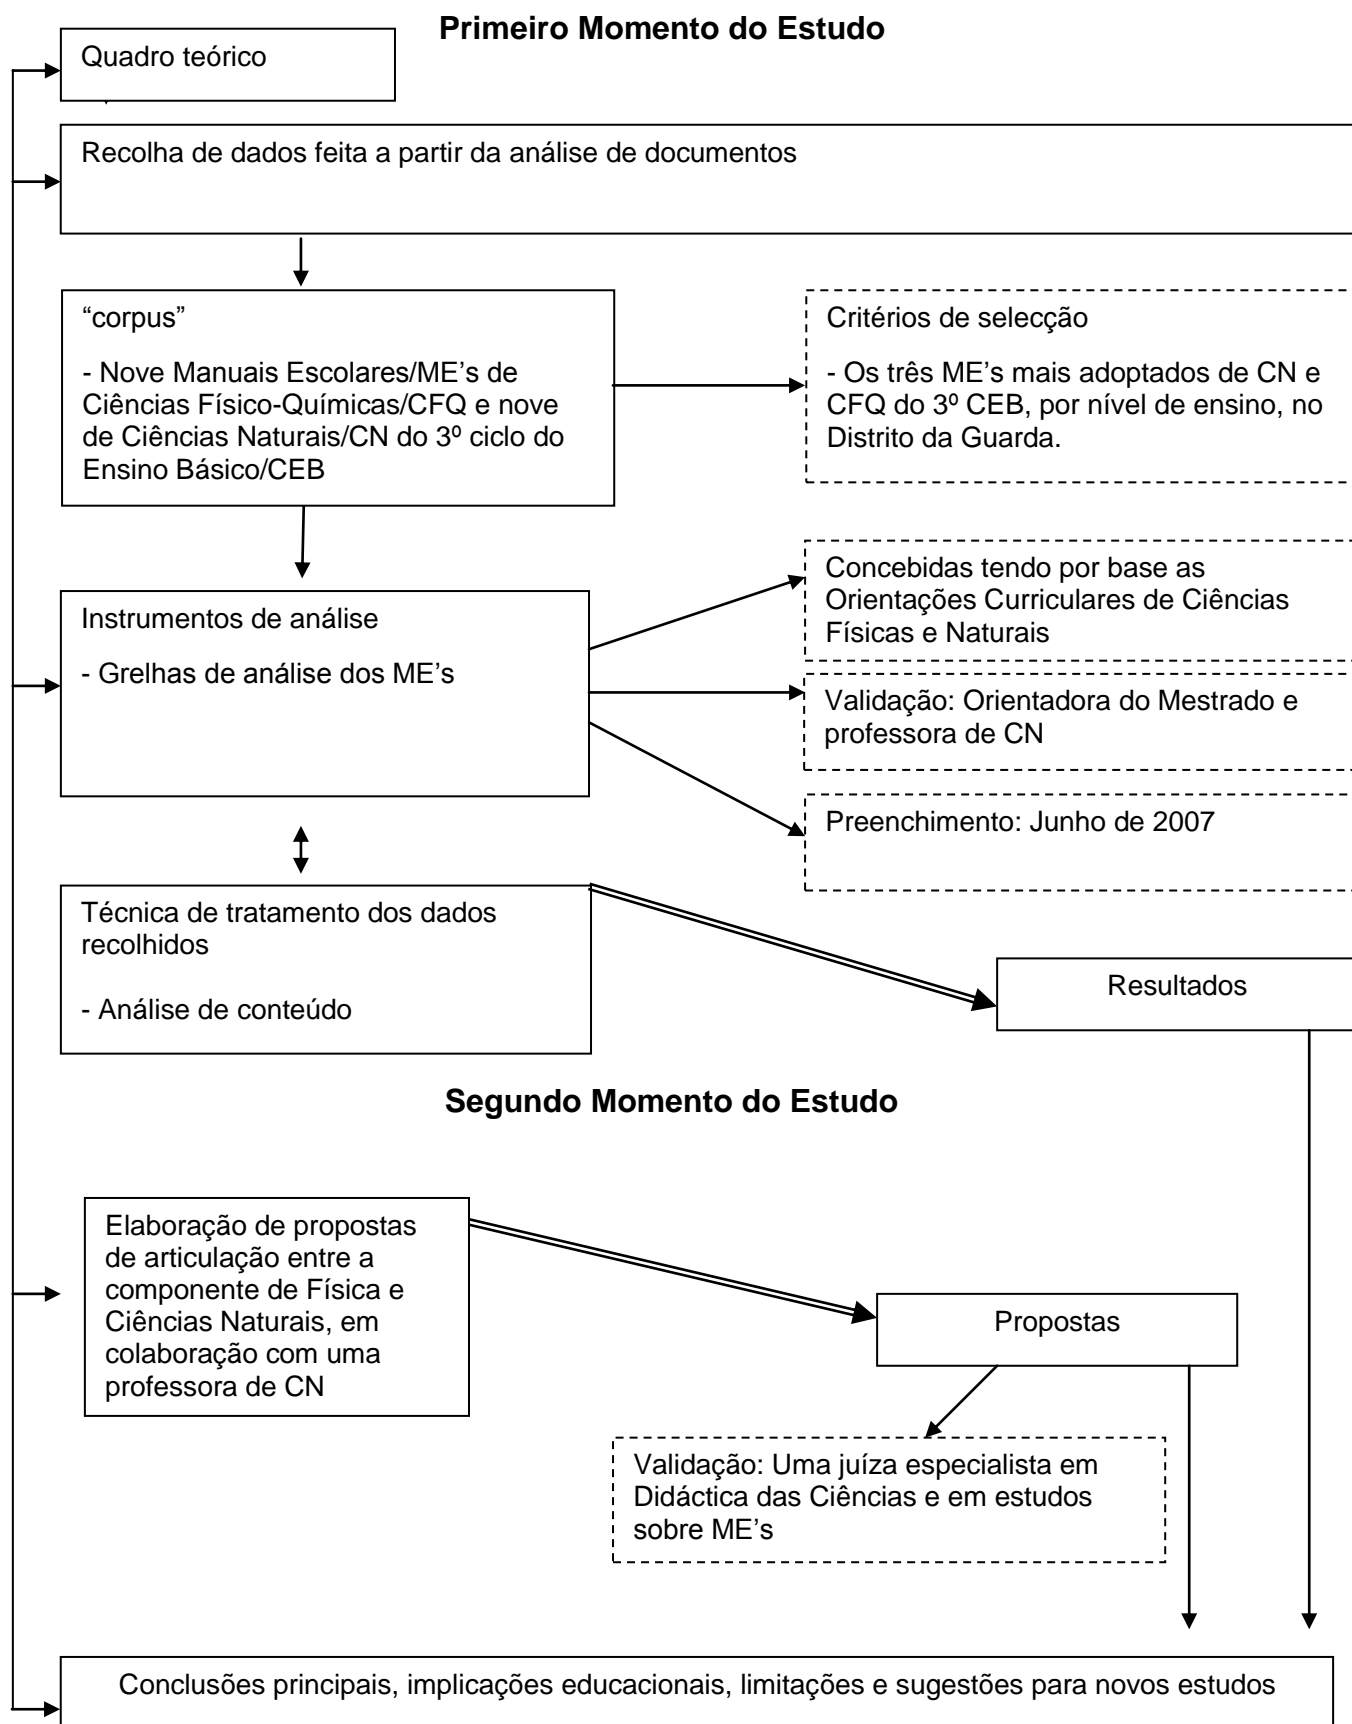 Primeiro Momento do Estudo
Quadro teórico
Recolha de dados feita a partir da análise de documentos
“corpus”
- Nove Manuais Escolares/ME’s de
Ciências Físico-Químicas/CFQ e nove
de Ciências Naturais/CN do 3º ciclo do
Ensino Básico/CEB
Critérios de selecção
- Os três ME’s mais adoptados de CN e
CFQ do 3º CEB, por nível de ensino, no
Distrito da Guarda.
Instrumentos de análise
- Grelhas de análise dos ME’s
Concebidas tendo por base as
Orientações Curriculares de Ciências
Físicas e Naturais
Validação: Orientadora do Mestrado e
professora de CN
Preenchimento: Junho de 2007
Técnica de tratamento dos dados
recolhidos
- Análise de conteúdo
Resultados
Segundo Momento do Estudo
Elaboração de propostas
de articulação entre a
componente de Física e
Ciências Naturais, em
colaboração com uma
professora de CN
Propostas
Validação: Uma juíza especialista em
Didáctica das Ciências e em estudos
sobre ME’s
Conclusões principais, implicações educacionais, limitações e sugestões para novos estudos